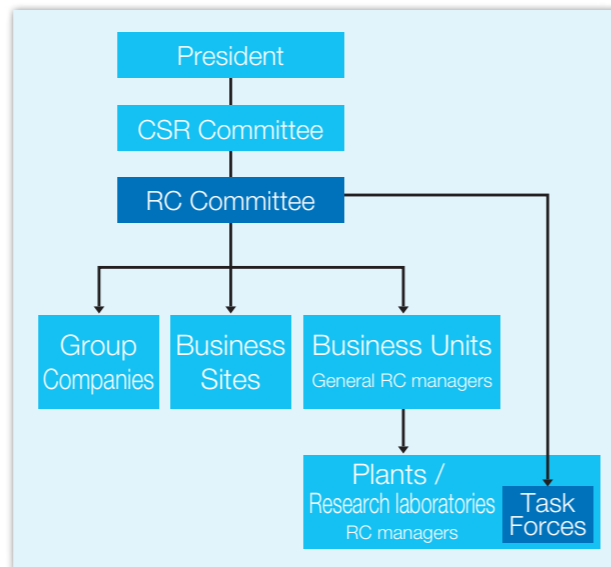 President
CSR Committee
RC Committee
Group
Companies
Business
Sites
Business Units
General RC managers
Plants /
Research laboratories
RC managers
Task
Forces